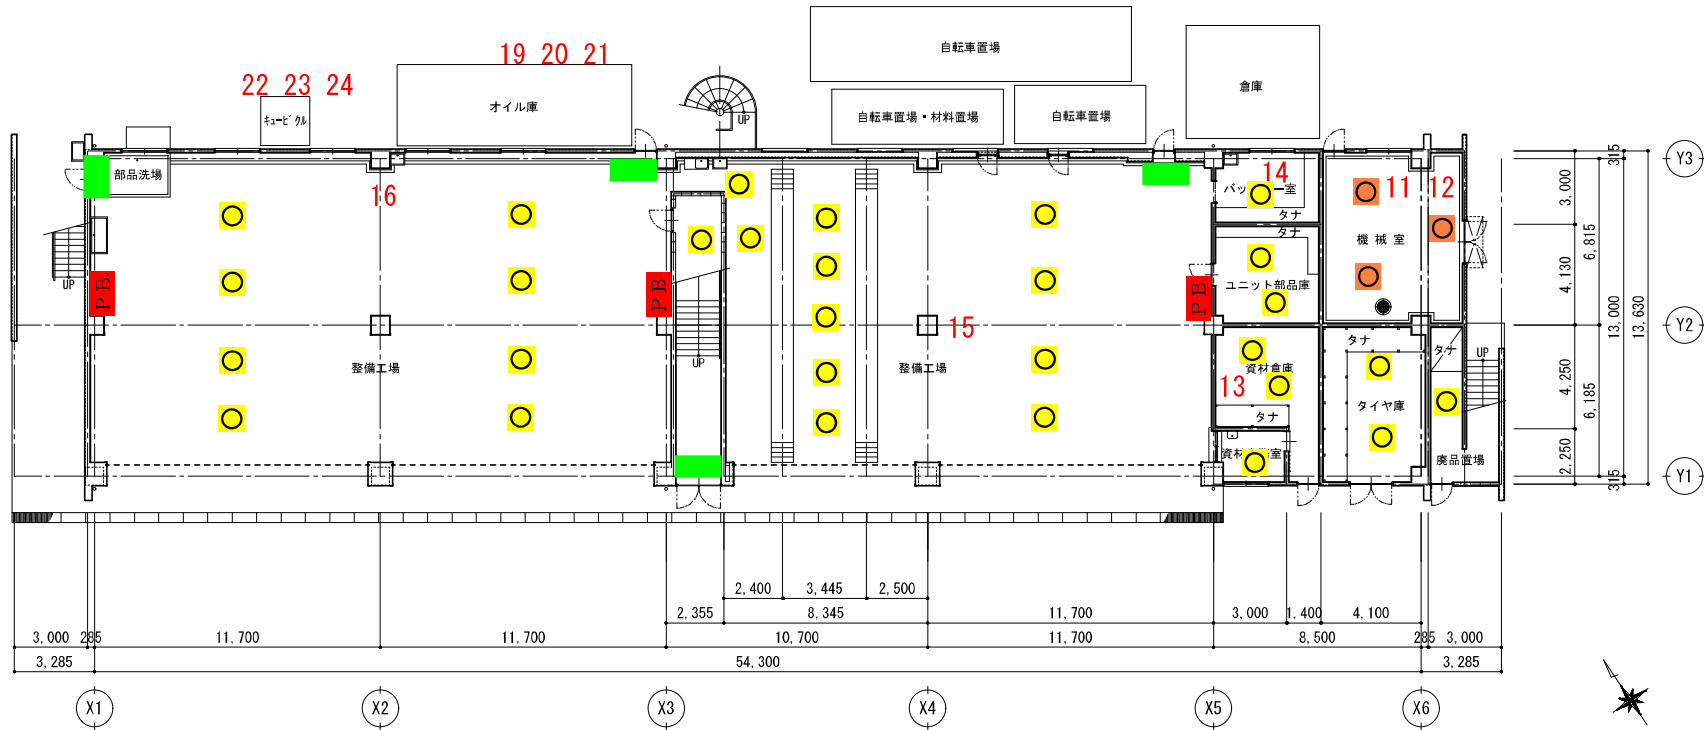 自転車置場
19 20 21
22 23 24
オイル庫
キュービクル
UP
自転車置場・材料置場
自転車置場
倉庫
Y3
部品洗場
16
14
バッ
ー室
タナ
11
12
機械室
タナ
ユニット部品庫
UP
PB
PB
PB
15
Y2
整備工場
UP
整備工場
13
資材倉庫
タナ
タナ
タナ
UP
タイヤ庫
資材
室
廃品置場
Y1
315
3,000
4,130
4,250
2,250
315
6,815
6,185
13,000
13,630
2,400
3,445
2,500
2,355
8,345
11,700
3,000
1,400
4,100
3,000
285
11,700
11,700
10,700
11,700
8,500
285
3,000
3,285
54,300
3,285
X1
X2
X3
X4
X5
X6